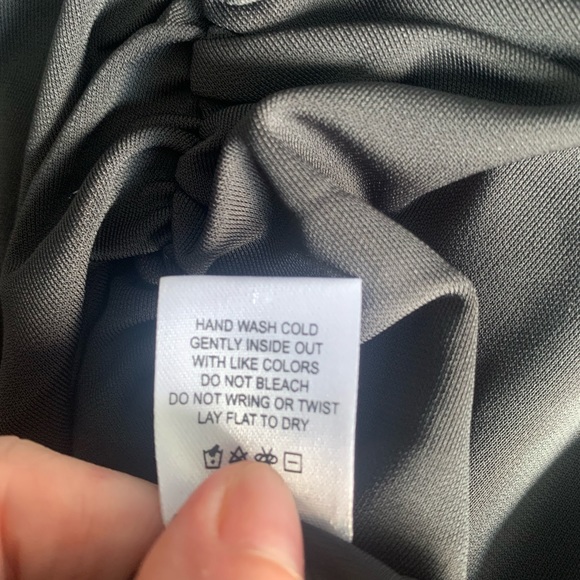 HAND WASH COLD
GENTLY INSIDE OUT
WITH LIKE COLORS
DO NOT BLEACH
DO NOT WRING OR TWIST
LAY FLAT TO DRY